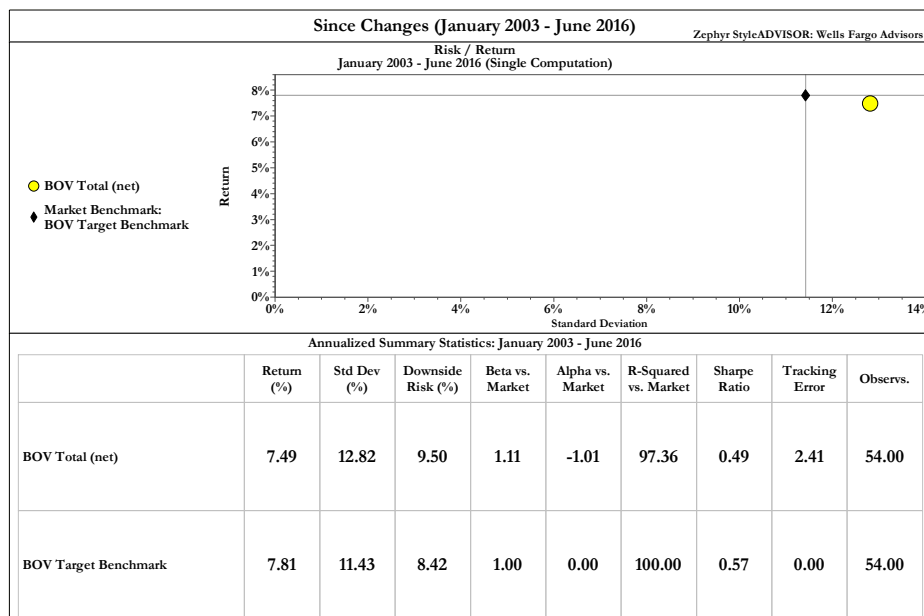 Since Changes (January 2003 - June 2016)
Zephyr StyleADVISOR: Wells Fargo Advisors
Risk / Return
January 2003 - June 2016 (Single Computation)
BOV Total (net)
Market Benchmark:
BOV Target Benchmark
Return
8%
7%
6%
5%
4%
3%
2%
1%
0%
0% 2% 4% 6% 8% 10% 12% 14%
Standard Deviation
Annualized Summary Statistics: January 2003 - June 2016
Return (%) Std Dev (%) Downside Risk (%) Beta vs. Market Alpha vs. Market R-Squared vs. Market Sharpe Ratio Tracking Error Observs.
BOV Total (net) 7.49 12.82 9.50 1.11 -1.01 97.36 0.49 2.41 54.00
BOV Target Benchmark 7.81 11.43 8.42 1.00 0.00 100.00 0.57 0.00 54.00